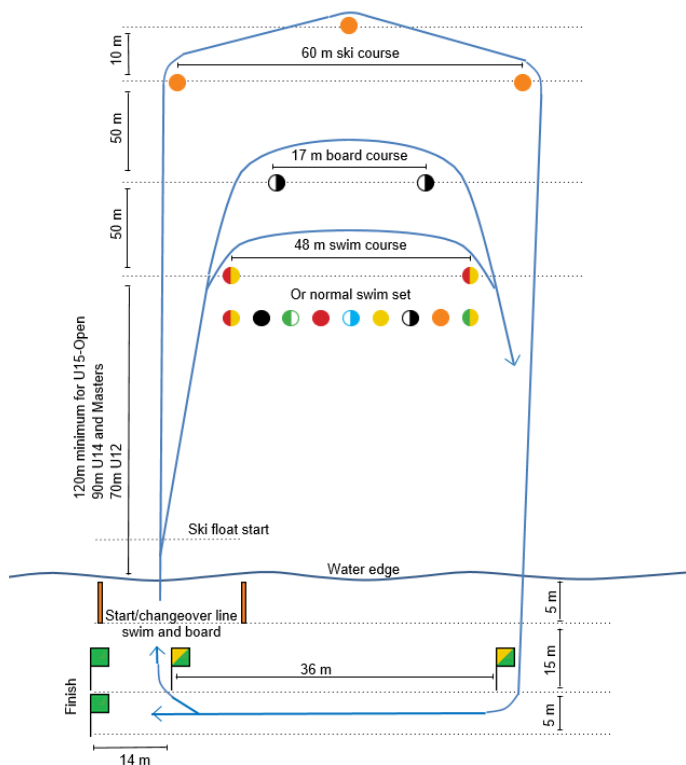 10 m
60 m ski course
50 m
17 m board course
50 m
48 m swim course
Or normal swim set
120m minimum for U15-Open
90m U14 and Masters
70m U12
Ski float start
Water edge
Start/changeover line
swim and board
5 m
15 m
36 m
Finish
5 m
14 m